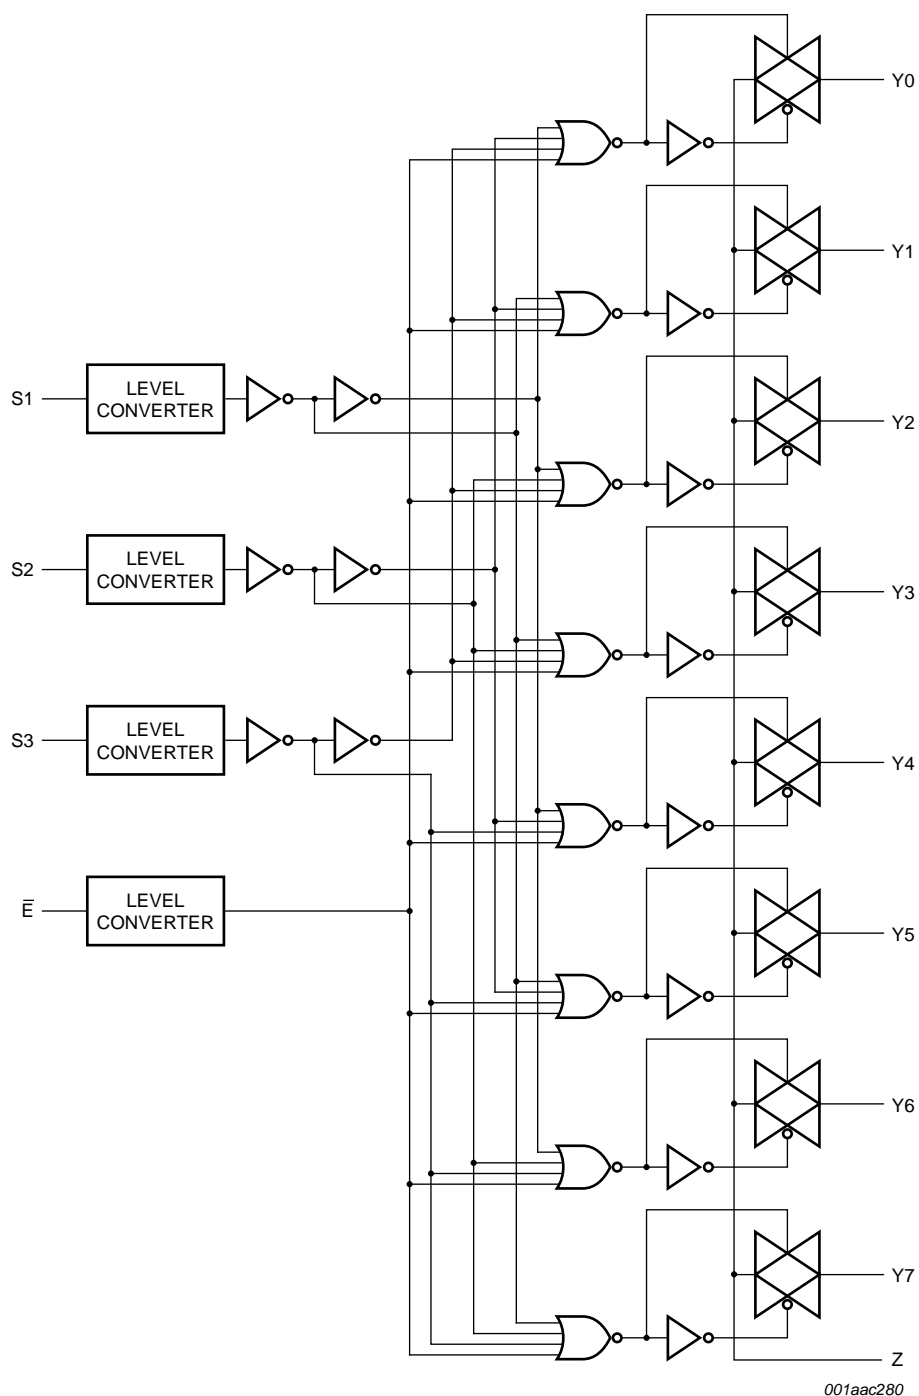 Y0
Y1
S1
LEVEL
CONVERTER
Y2
S2
LEVEL
CONVERTER
Y3
S3
LEVEL
CONVERTER
Y4
E̅
LEVEL
CONVERTER
Y5
Y6
Y7
Z
001aac280